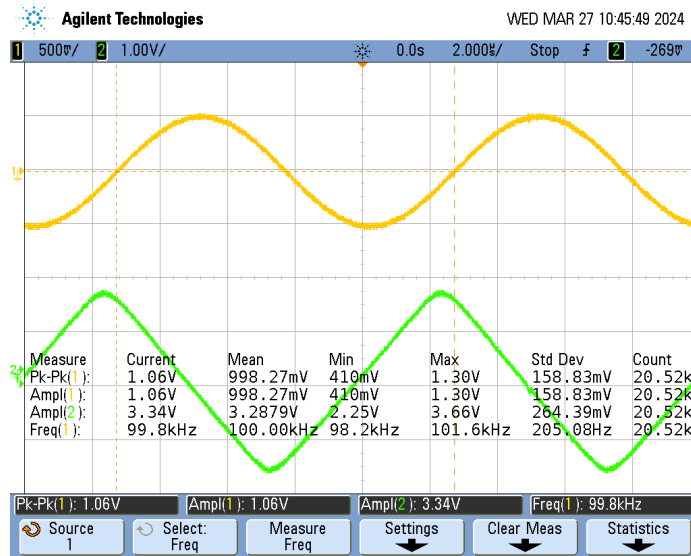 Agilent Technologies WED MAR 27 10:45:49 2024
1 500mV/ 2 1.00V/ 0.0s 2.000µs/ Stop 2 -269mV
1
2
Measure Current Mean Min Max Std Dev Count
Pk-Pk(1): 1.06V 998.27mV 410mV 1.30V 158.83mV 20.52k
Ampl(1): 1.06V 998.27mV 410mV 1.30V 158.83mV 20.52k
Ampl(2): 3.34V 3.2879V 2.25V 3.66V 264.39mV 20.52k
Freq(1): 99.8kHz 100.00kHz 98.2kHz 101.6kHz 205.08Hz 20.52k
Pk-Pk(1): 1.06V Ampl(1): 1.06V Ampl(2): 3.34V Freq(1): 99.8kHz
Source Select: Measure Settings Clear Meas Statistics
1 Freq Freq